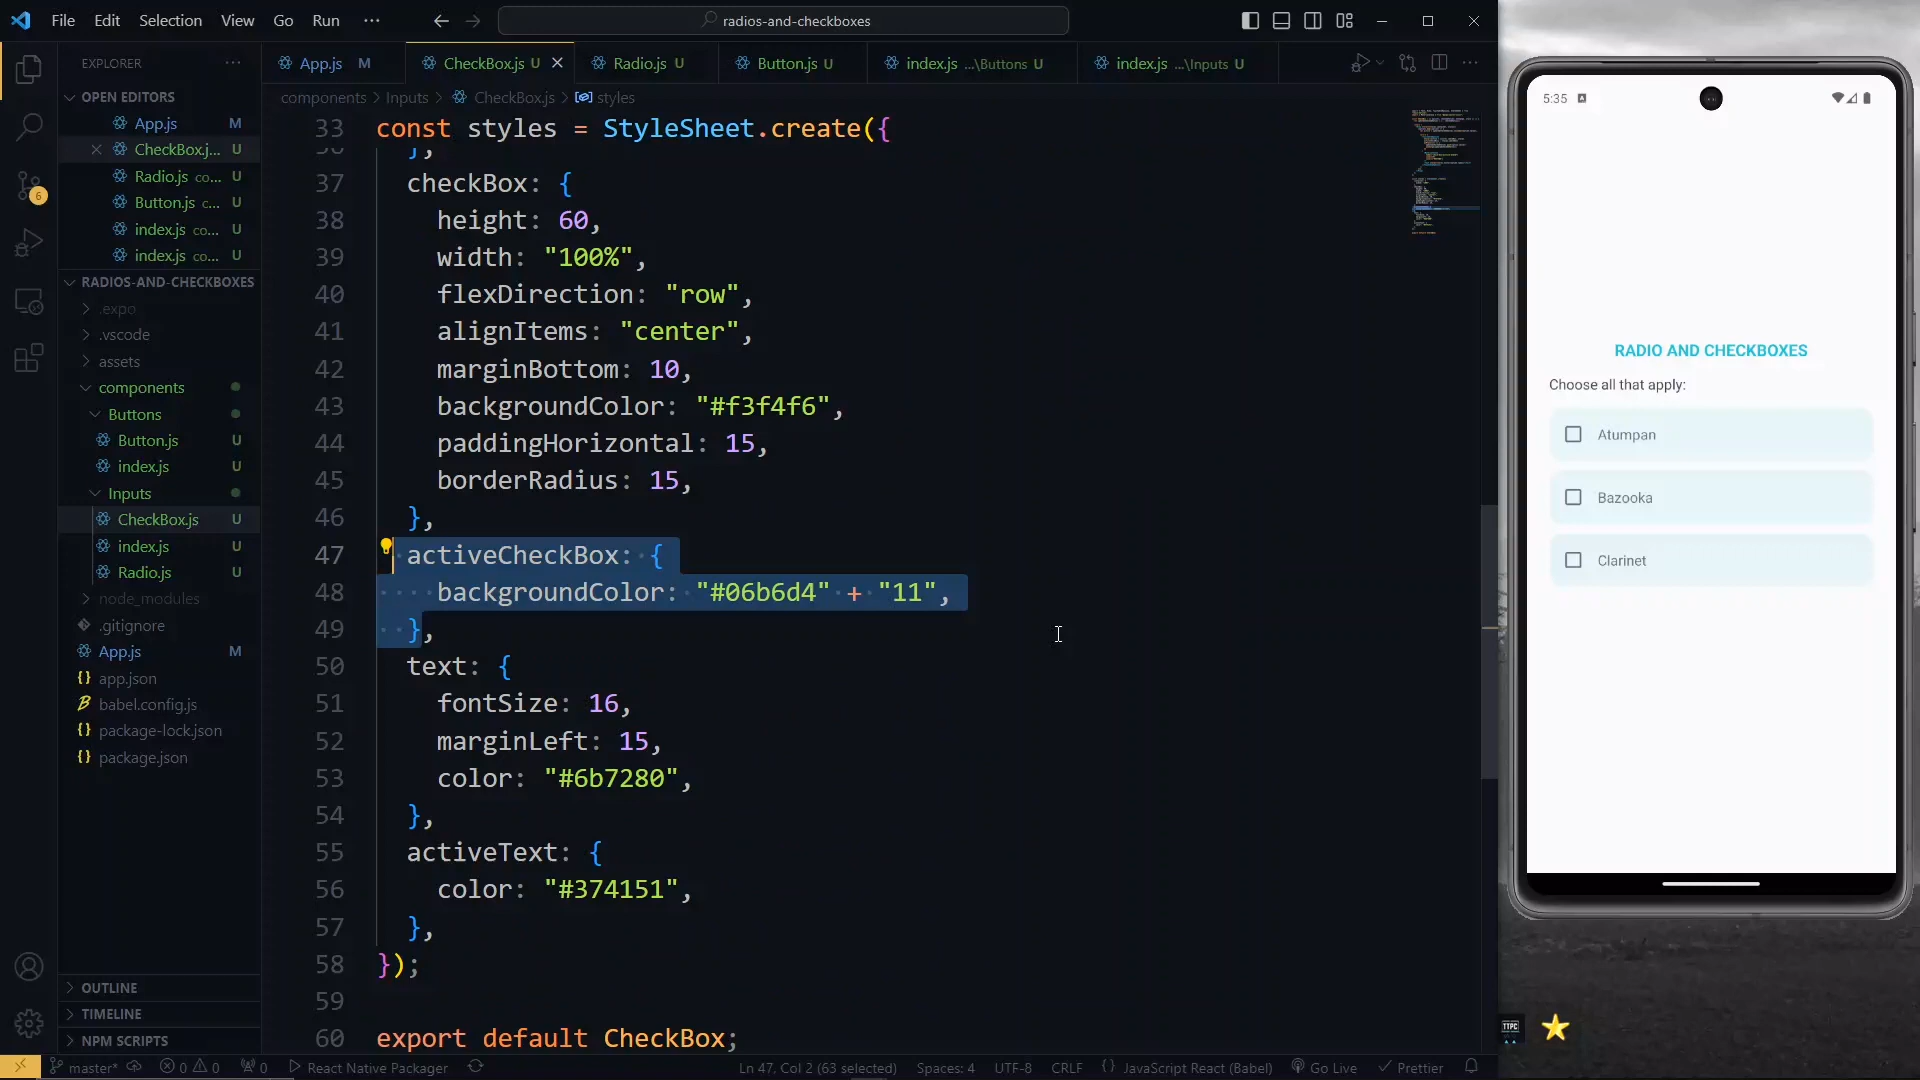 File Edit Selection View Go Run ···
radios-and-checkboxes
EXPLORER
OPEN EDITORS
App.js M
CheckBox.j... U
Radio.js co... U
Button.js c... U
index.js co... U
index.js co... U
RADIOS-AND-CHECKBOXES
.expo
.vscode
assets
components
Buttons
Button.js U
index.js U
Inputs
CheckBox.js U
index.js U
Radio.js U
node_modules
.gitignore
App.js M
app.json
babel.config.js
package-lock.json
package.json
OUTLINE
TIMELINE
NPM SCRIPTS
6
App.js M
CheckBox.js U
Radio.js U
Button.js U
index.js ...\Buttons U
index.js ...\Inputs U
components > Inputs > CheckBox.js > styles
33 const styles = StyleSheet.create({
36 },
37 checkBox: {
38 height: 60,
39 width: "100%",
40 flexDirection: "row",
41 alignItems: "center",
42 marginBottom: 10,
43 backgroundColor: "#f3f4f6",
44 paddingHorizontal: 15,
45 borderRadius: 15,
46 },
47 activeCheckBox: {
48 backgroundColor: "#06b6d4" + "11",
49 },
50 text: {
51 fontSize: 16,
52 marginLeft: 15,
53 color: "#6b7280",
54 },
55 activeText: {
56 color: "#374151",
57 },
58 });
59
60 export default CheckBox;
master* 0 0 0 React Native Packager
Ln 47, Col 2 (63 selected) Spaces: 4 UTF-8 CRLF {} JavaScript React (Babel) Go Live Prettier
5:35
RADIO AND CHECKBOXES
Choose all that apply:
Atumpan
Bazooka
Clarinet
TTPC